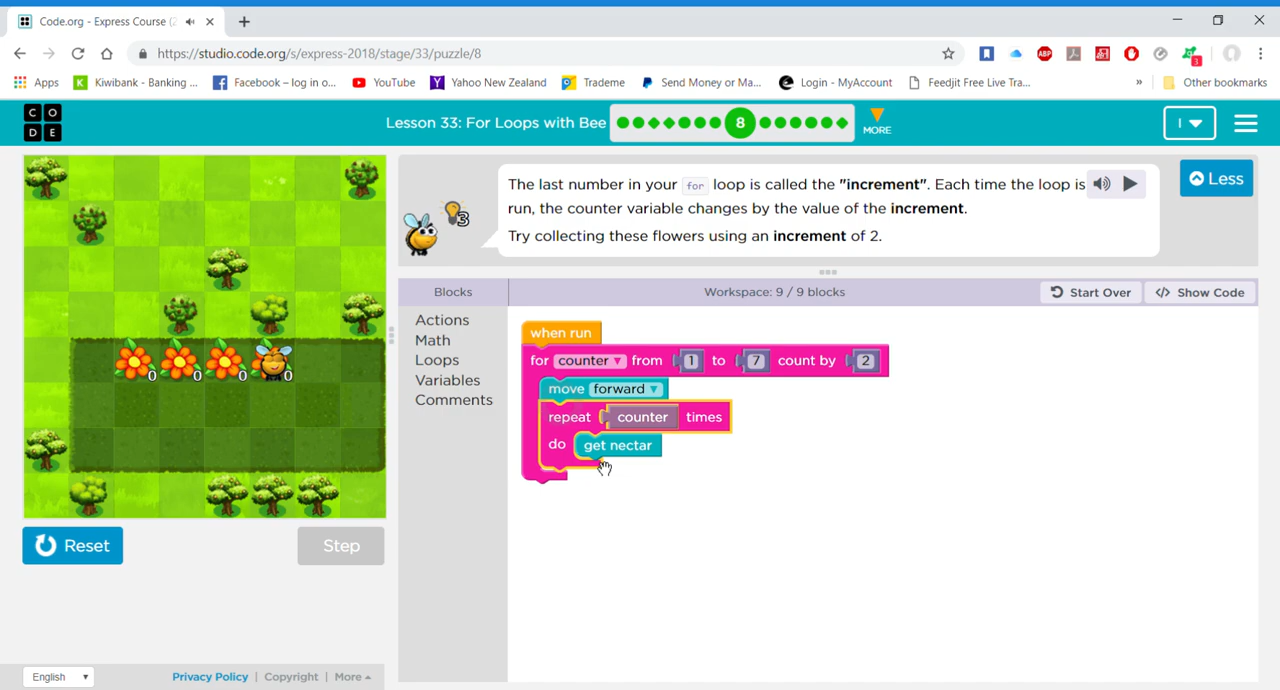 Code.org - Express Course (2
https://studio.code.org/s/express-2018/stage/33/puzzle/8
ABP
3
Apps
Kiwibank - Banking ...
Facebook – log in o...
YouTube
Yahoo New Zealand
Trademe
Send Money or Ma...
Login - MyAccount
Feedjit Free Live Tra...
»
Other bookmarks
C O
D E
Lesson 33: For Loops with Bee
8
MORE
I
3
The last number in your for loop is called the "increment". Each time the loop is
run, the counter variable changes by the value of the increment.
Try collecting these flowers using an increment of 2.
Less
Blocks
Workspace: 9 / 9 blocks
Start Over
</> Show Code
Actions
Math
Loops
Variables
Comments
when run
for counter from 1 to 7 count by 2
move forward
repeat counter times
do get nectar
0 0 0 0
Reset
Step
English
Privacy Policy | Copyright | More